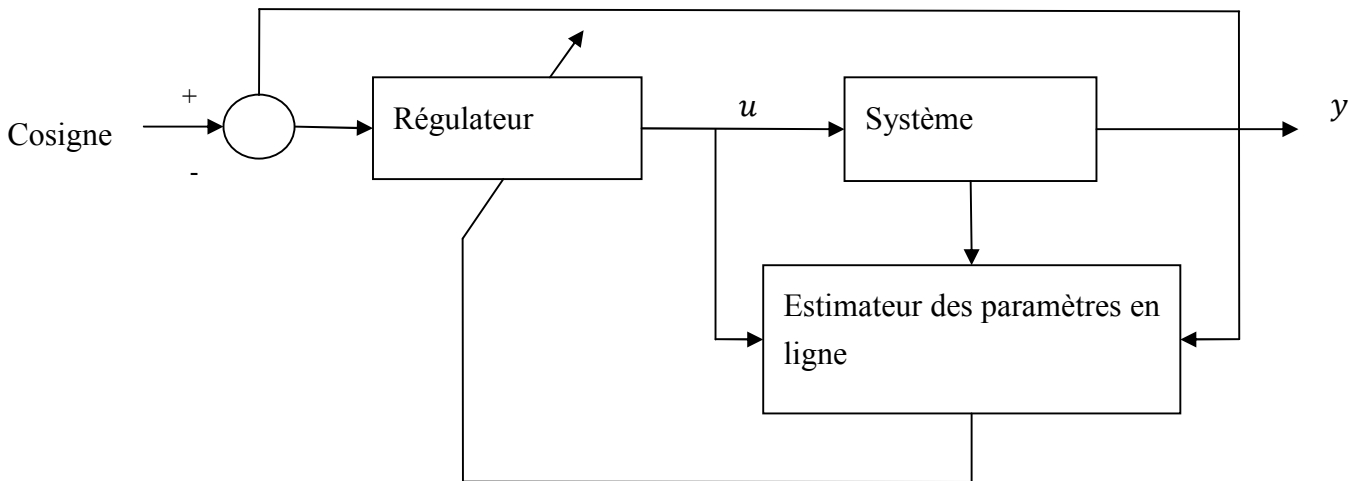 +
Cosigne
-
Régulateur
u
Système
y
Estimateur des paramètres en
ligne